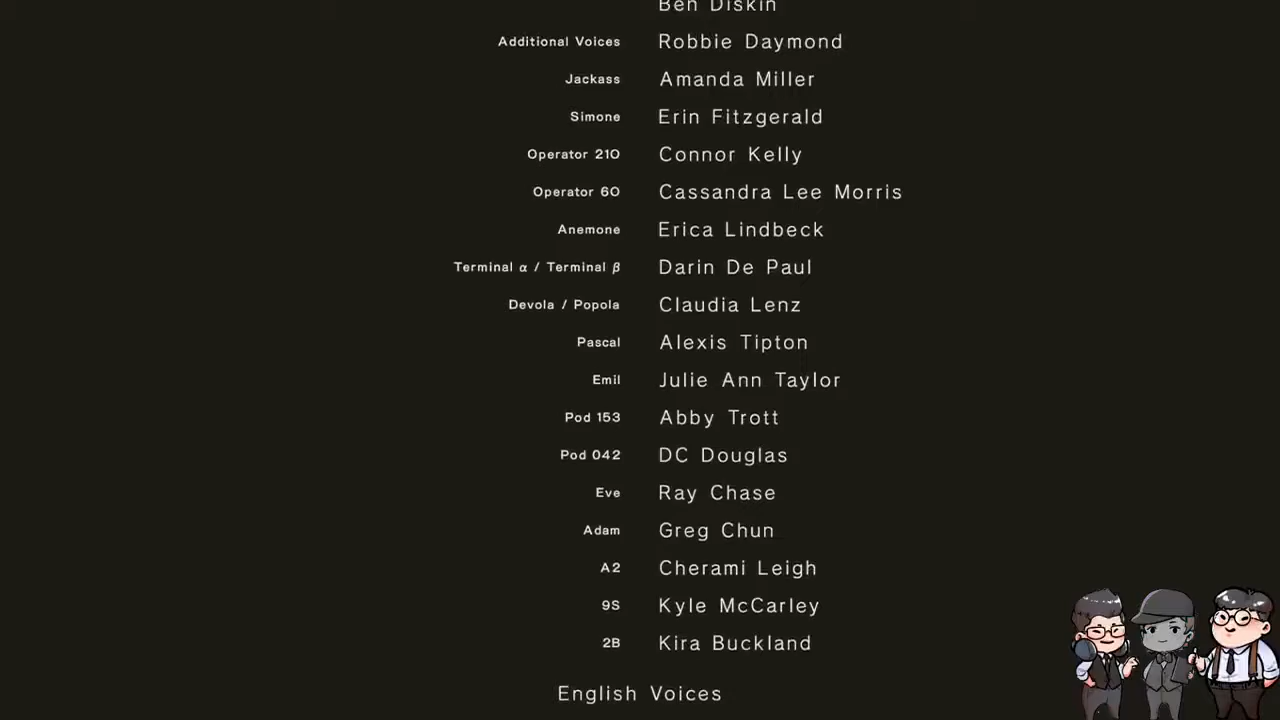 Ben Diskin
Additional Voices Robbie Daymond
Jackass Amanda Miller
Simone Erin Fitzgerald
Operator 21O Connor Kelly
Operator 6O Cassandra Lee Morris
Anemone Erica Lindbeck
Terminal α / Terminal β Darin De Paul
Devola / Popola Claudia Lenz
Pascal Alexis Tipton
Emil Julie Ann Taylor
Pod 153 Abby Trott
Pod 042 DC Douglas
Eve Ray Chase
Adam Greg Chun
A2 Cherami Leigh
9S Kyle McCarley
2B Kira Buckland
English Voices